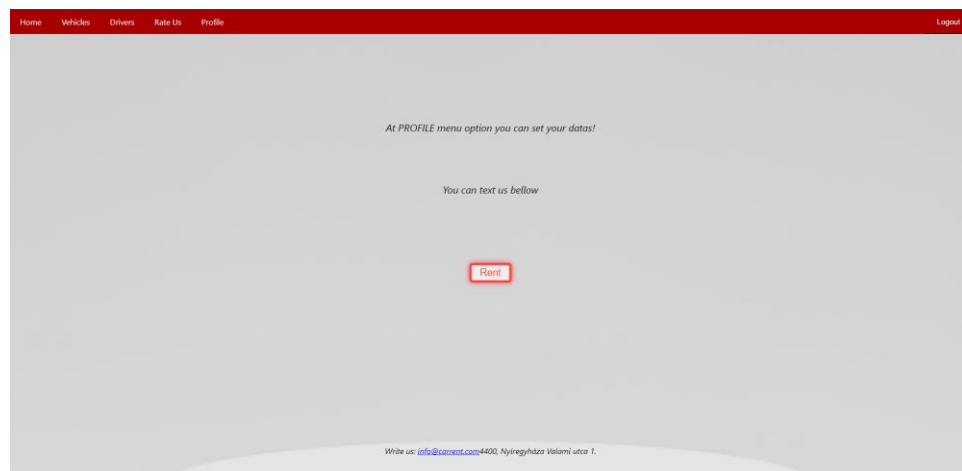 Home Vehicles Drivers Rate Us Profile Logout
At PROFILE menu option you can set your datas!
You can text us bellow
Rent
Write us: info@carrent.com4400, Nyíregyháza Valami utca 1.